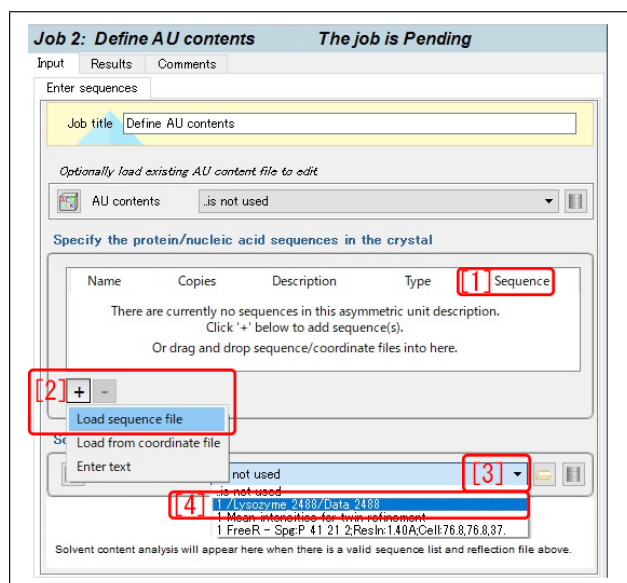 Job 2: Define AU contents The job is Pending
Input Results Comments
Enter sequences
Job title Define AU contents
Optionally load existing AU content file to edit
AU contents ..is not used
Specify the protein/nucleic acid sequences in the crystal
Name Copies Description Type [1] Sequence
There are currently no sequences in this asymmetric unit description.
Click '+' below to add sequence(s).
Or drag and drop sequence/coordinate files into here.
[2] + -
Load sequence file
Load from coordinate file
Enter text
not used [3]
..is not used
[4] 1 /Lysozyme_2488/Data_2488
1 Mean intensities for twin refinement
1 FreeR - Spg:P 41 21 2;Resln:1.40A;Cell:76.8,76.8,37.
Solvent content analysis will appear here when there is a valid sequence list and reflection file above.